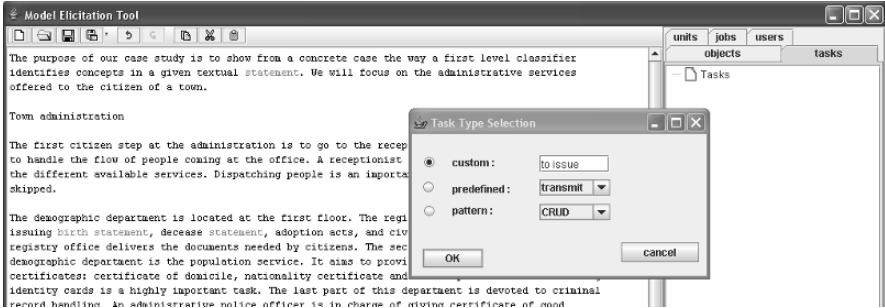 Model Elicitation Tool
units jobs users
objects tasks
Tasks
The purpose of our case study is to show from a concrete case the way a first level classifier
identifies concepts in a given textual statement. We will focus on the administrative services
offered to the citizen of a town.
Town administration
The first citizen step at the administration is to go to the recep
to handle the flow of people coming at the office. A receptionist
the different available services. Dispatching people is an importa
skipped.
The demographic department is located at the first floor. The regi
issuing birth statement, decease statement, adoption acts, and civ
registry office delivers the documents needed by citizens. The sec
demographic department is the population service. It aims to provi
certificates: certificate of domicile, nationality certificate and
identity cards is a highly important task. The last part of this department is devoted to criminal
record handling. An administrative police officer is in charge of giving certificate of good
Task Type Selection
custom : to issue
predefined : transmit
pattern : CRUD
OK cancel